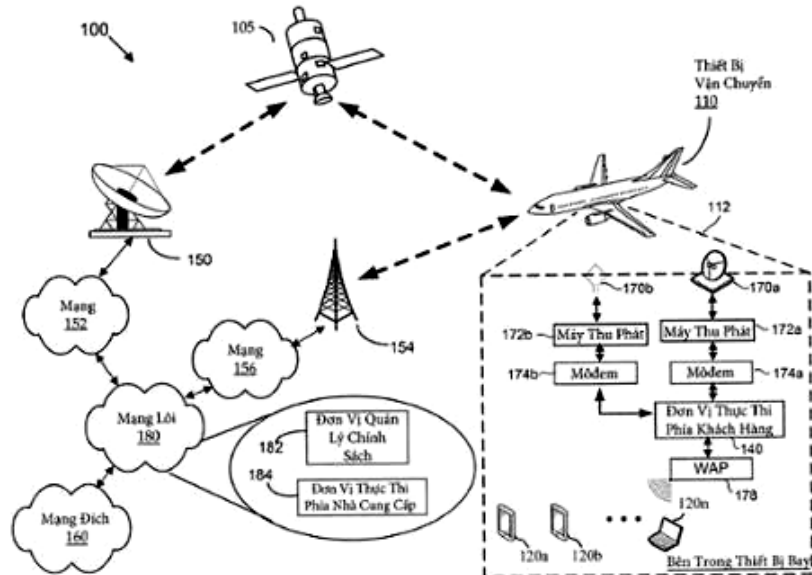 100
105
Thiết Bị
Vận Chuyển
110
112
150
154
Mạng
152
Mạng
156
Mạng Lõi
180
Mạng Đích
160
182
Đơn Vị Quản
Lý Chính
Sách
184
Đơn Vị Thực Thi
Phía Nhà Cung Cấp
170b
170a
172b
Máy Thu Phát
Máy Thu Phát
172a
174b
Môdem
Môdem
174a
Đơn Vị Thực Thi
Phía Khách Hàng
140
WAP
178
120n
120a
120b
Bên Trong Thiết Bị Bay